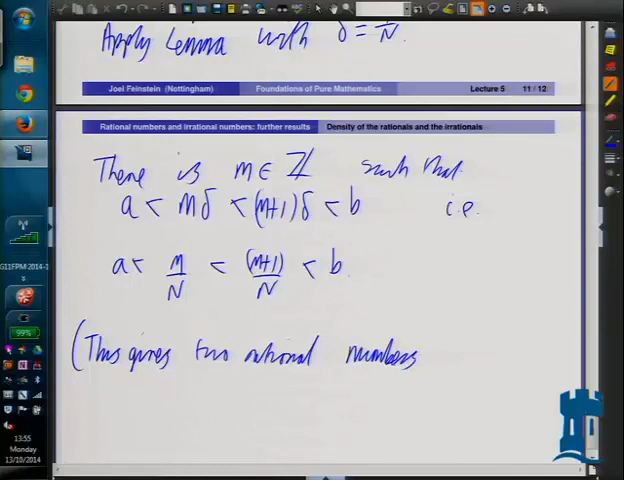 Apply Lemma with δ = 1/N.
Joel Feinstein (Nottingham) Foundations of Pure Mathematics Lecture 5 11 / 12
Rational numbers and irrational numbers: further results Density of the rationals and the irrationals
There is m ∈ ℤ such that
a < mδ < (m+1)δ < b i.e.
a < m/N < (m+1)/N < b.
(This gives two rational numbers
99%
13:55
Monday
13/10/2014